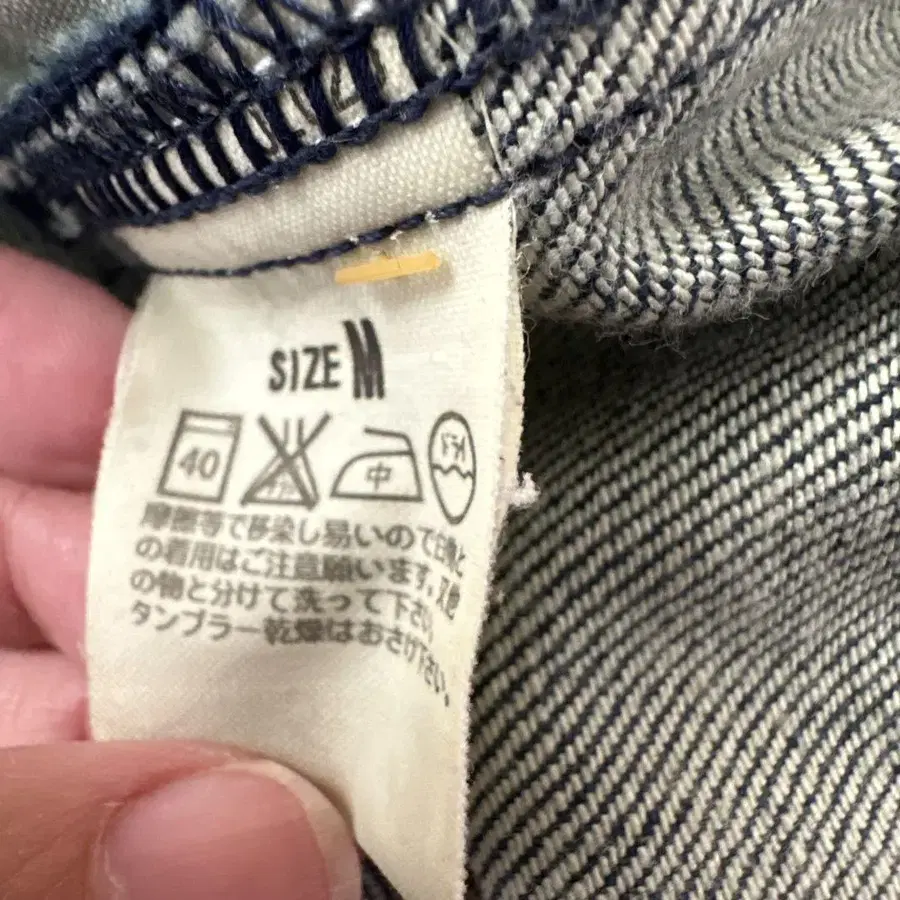 SIZE M
40 中 ドライ
摩擦等で移染し易いので白物と
の着用はご注意願います。又他
の物と分けて洗って下さい。
タンブラー乾燥はおさけ下さい。